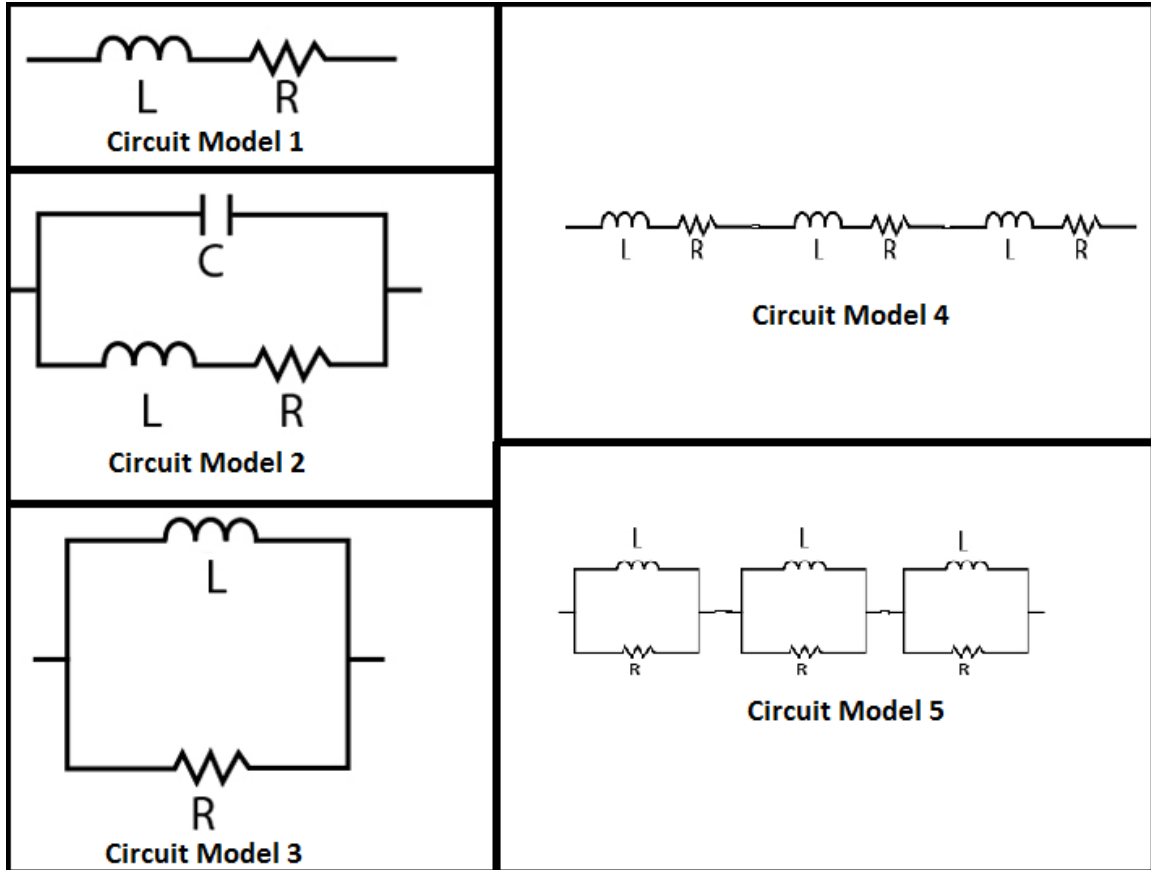 L R
Circuit Model 1
C
L R
Circuit Model 2
L
R
Circuit Model 3
L R L R L R
Circuit Model 4
L L L
R R R
Circuit Model 5